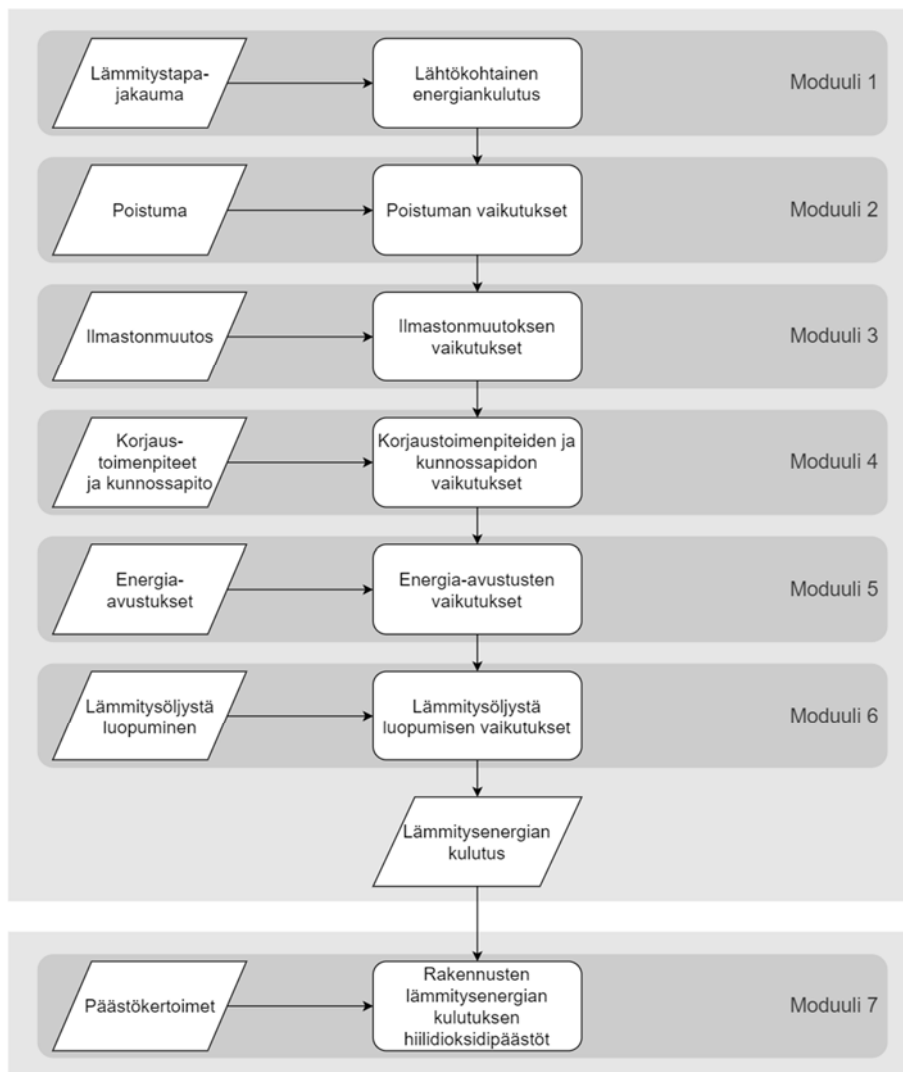 Lämmitystapa-
jakauma
Lähtökohtainen
energiankulutus
Moduuli 1
Poistuma
Poistuman vaikutukset
Moduuli 2
Ilmastonmuutos
Ilmastonmuutoksen
vaikutukset
Moduuli 3
Korjaus-
toimenpiteet
ja kunnossapito
Korjaustoimenpiteiden ja
kunnossapidon
vaikutukset
Moduuli 4
Energia-
avustukset
Energia-avustusten
vaikutukset
Moduuli 5
Lämmitysöljystä
luopuminen
Lämmitysöljystä
luopumisen vaikutukset
Moduuli 6
Lämmitysenergian
kulutus
Päästökertoimet
Rakennusten
lämmitysenergian
kulutuksen
hiilidioksidipäästöt
Moduuli 7